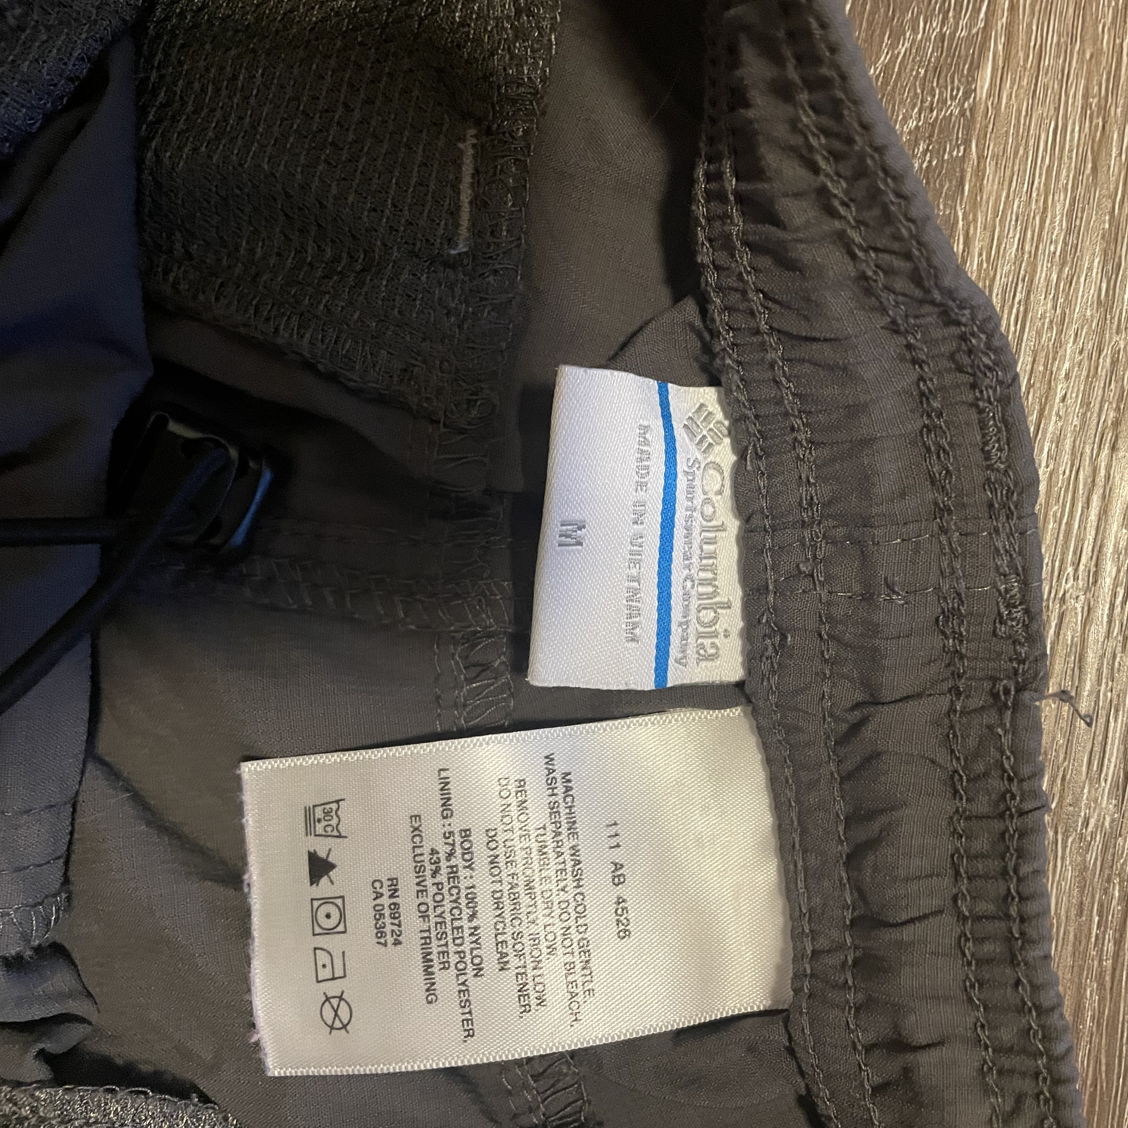 Columbia
Sportswear Company
MADE IN VIETNAM
M
111 AB 4526
MACHINE WASH COLD GENTLE.
WASH SEPARATELY. DO NOT BLEACH.
TUMBLE DRY LOW.
REMOVE PROMPTLY. IRON LOW.
DO NOT USE FABRIC SOFTENER.
DO NOT DRYCLEAN
BODY : 100% NYLON
LINING : 57% RECYCLED POLYESTER,
43% POLYESTER
EXCLUSIVE OF TRIMMING
RN 69724
CA 05367
30C